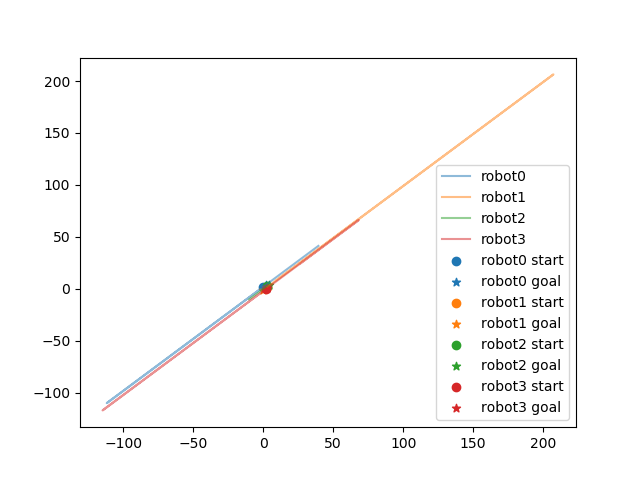 200
150
100
50
0
−50
−100
−100
−50
0
50
100
150
200
robot0
robot1
robot2
robot3
robot0 start
robot0 goal
robot1 start
robot1 goal
robot2 start
robot2 goal
robot3 start
robot3 goal